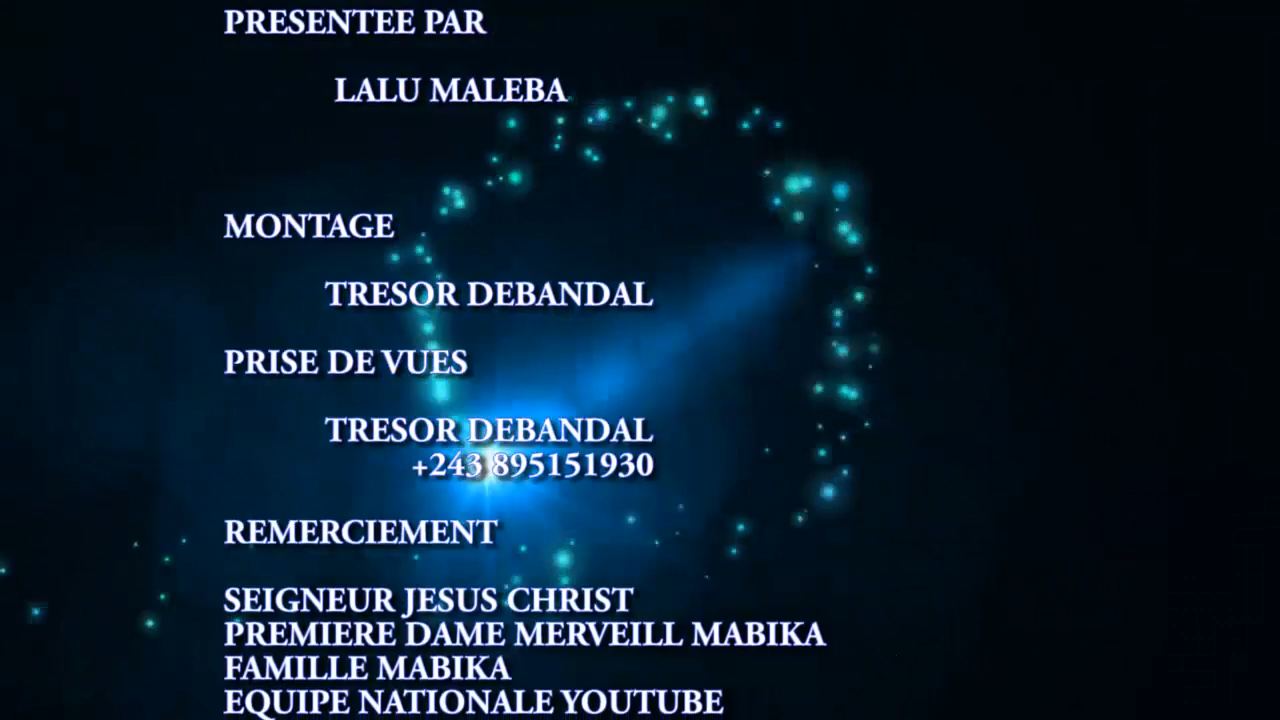 PRESENTEE PAR
LALU MALEBA
MONTAGE
TRESOR DEBANDAL
PRISE DE VUES
TRESOR DEBANDAL
+243 895151930
REMERCIEMENT
SEIGNEUR JESUS CHRIST
PREMIERE DAME MERVEILL MABIKA
FAMILLE MABIKA
EQUIPE NATIONALE YOUTUBE